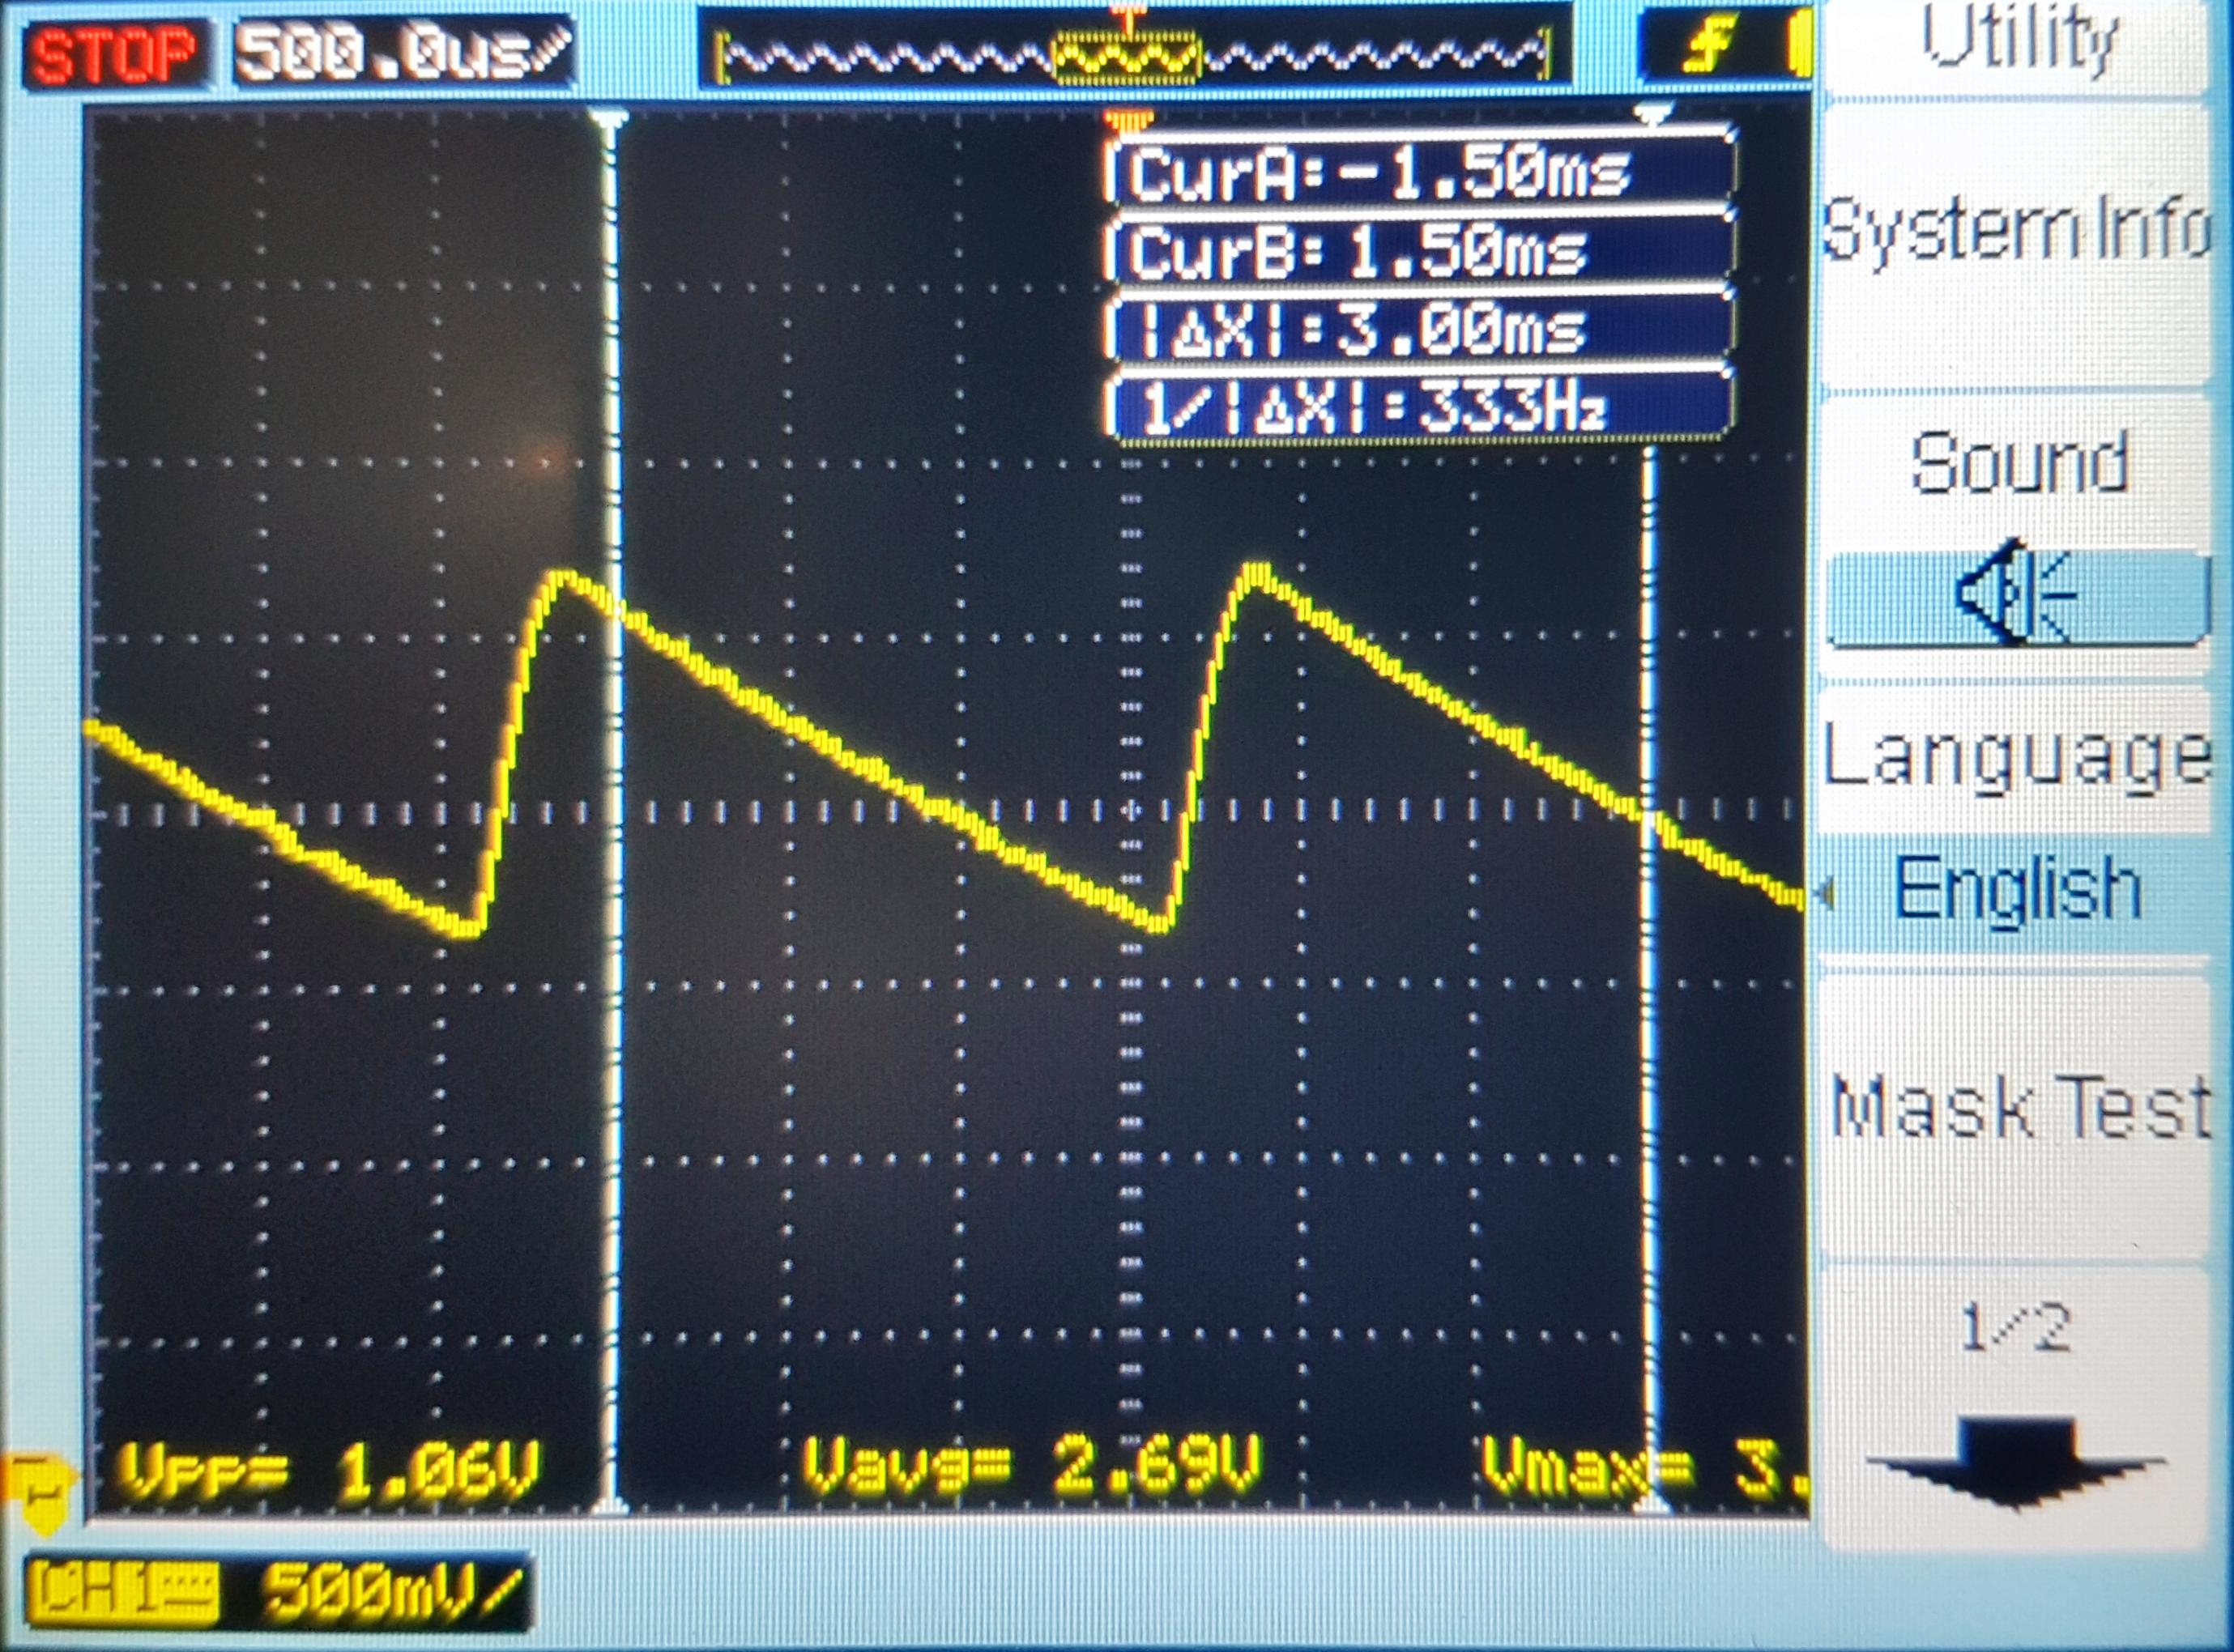 STOP 500.0us/
Utility
CurA:-1.50ms
CurB: 1.50ms
|ΔX|:3.00ms
1/|ΔX|:333Hz
System Info
Sound
Language
English
Mask Test
1/2
Vpp= 1.06V Vavg= 2.69V Vmax= 3.
CH1 500mV/